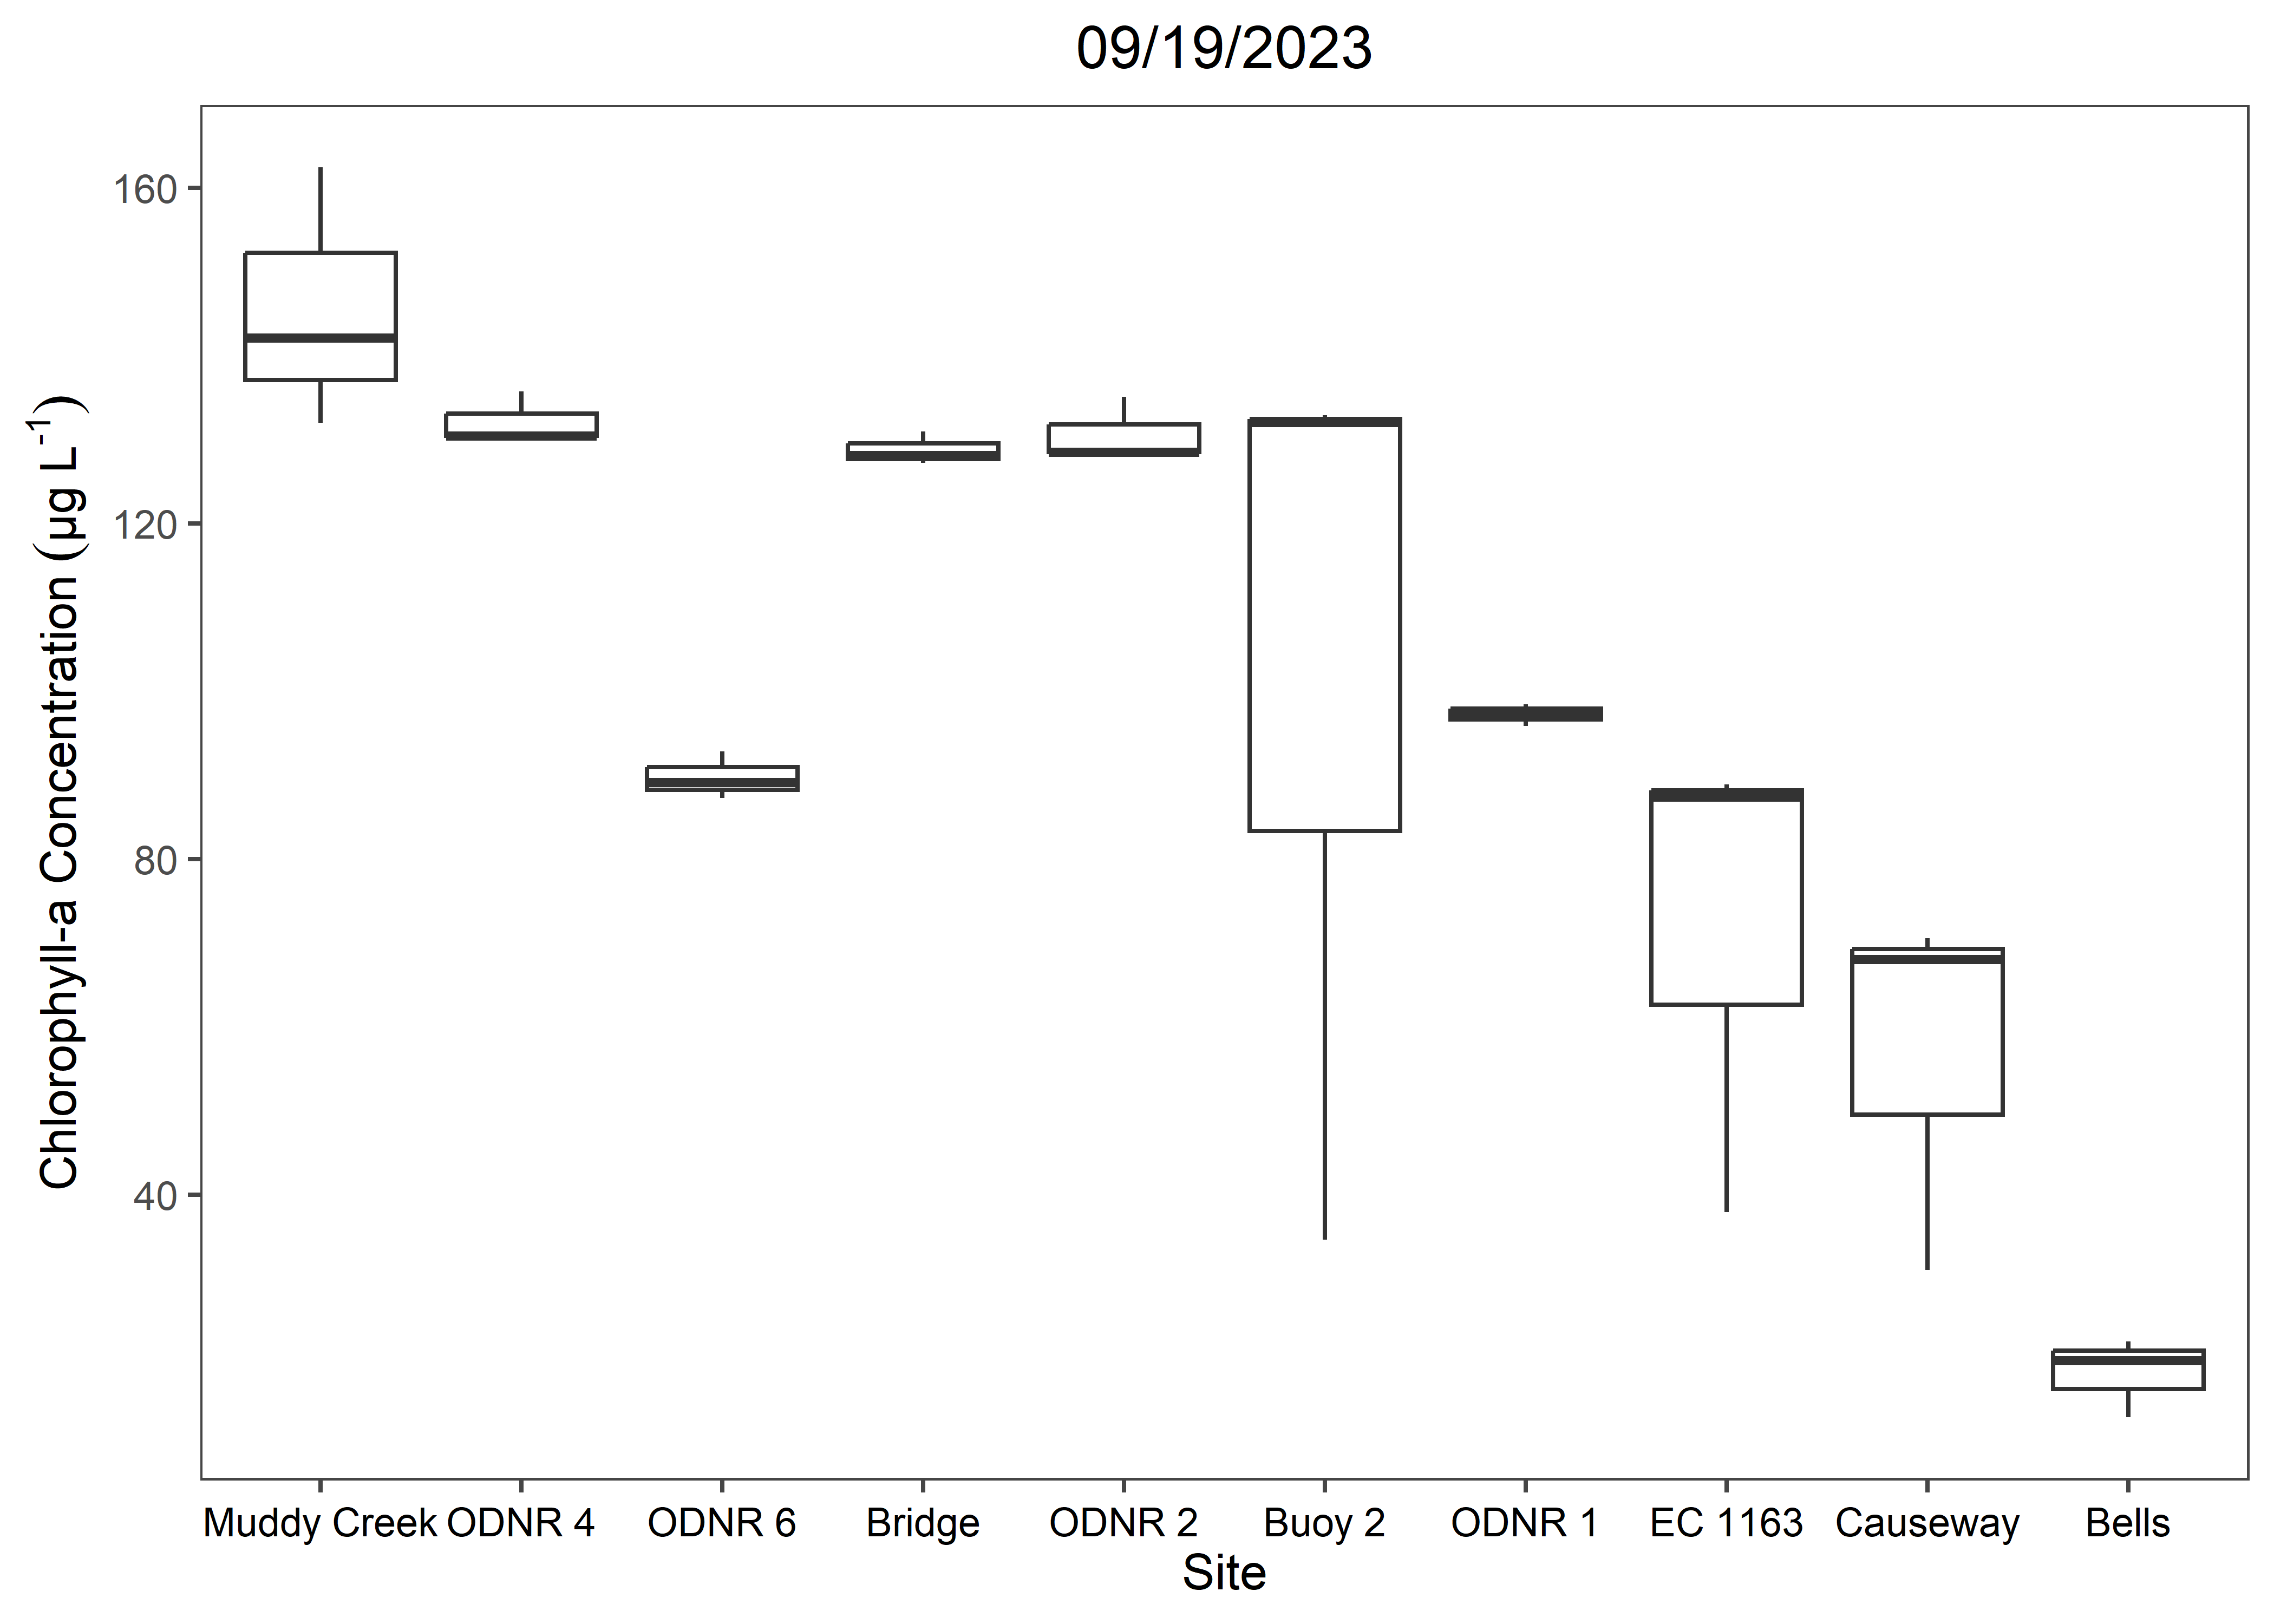 09/19/2023
Chlorophyll-a Concentration (µg L⁻¹)
160
120
80
40
Muddy Creek ODNR 4 ODNR 6 Bridge ODNR 2 Buoy 2 ODNR 1 EC 1163 Causeway Bells
Site